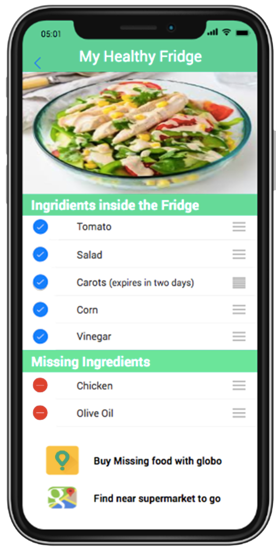 05:01
My Healthy Fridge
Ingridients inside the Fridge
Tomato
Salad
Carots (expires in two days)
Corn
Vinegar
Missing Ingredients
Chicken
Olive Oil
Buy Missing food with globo
Find near supermarket to go